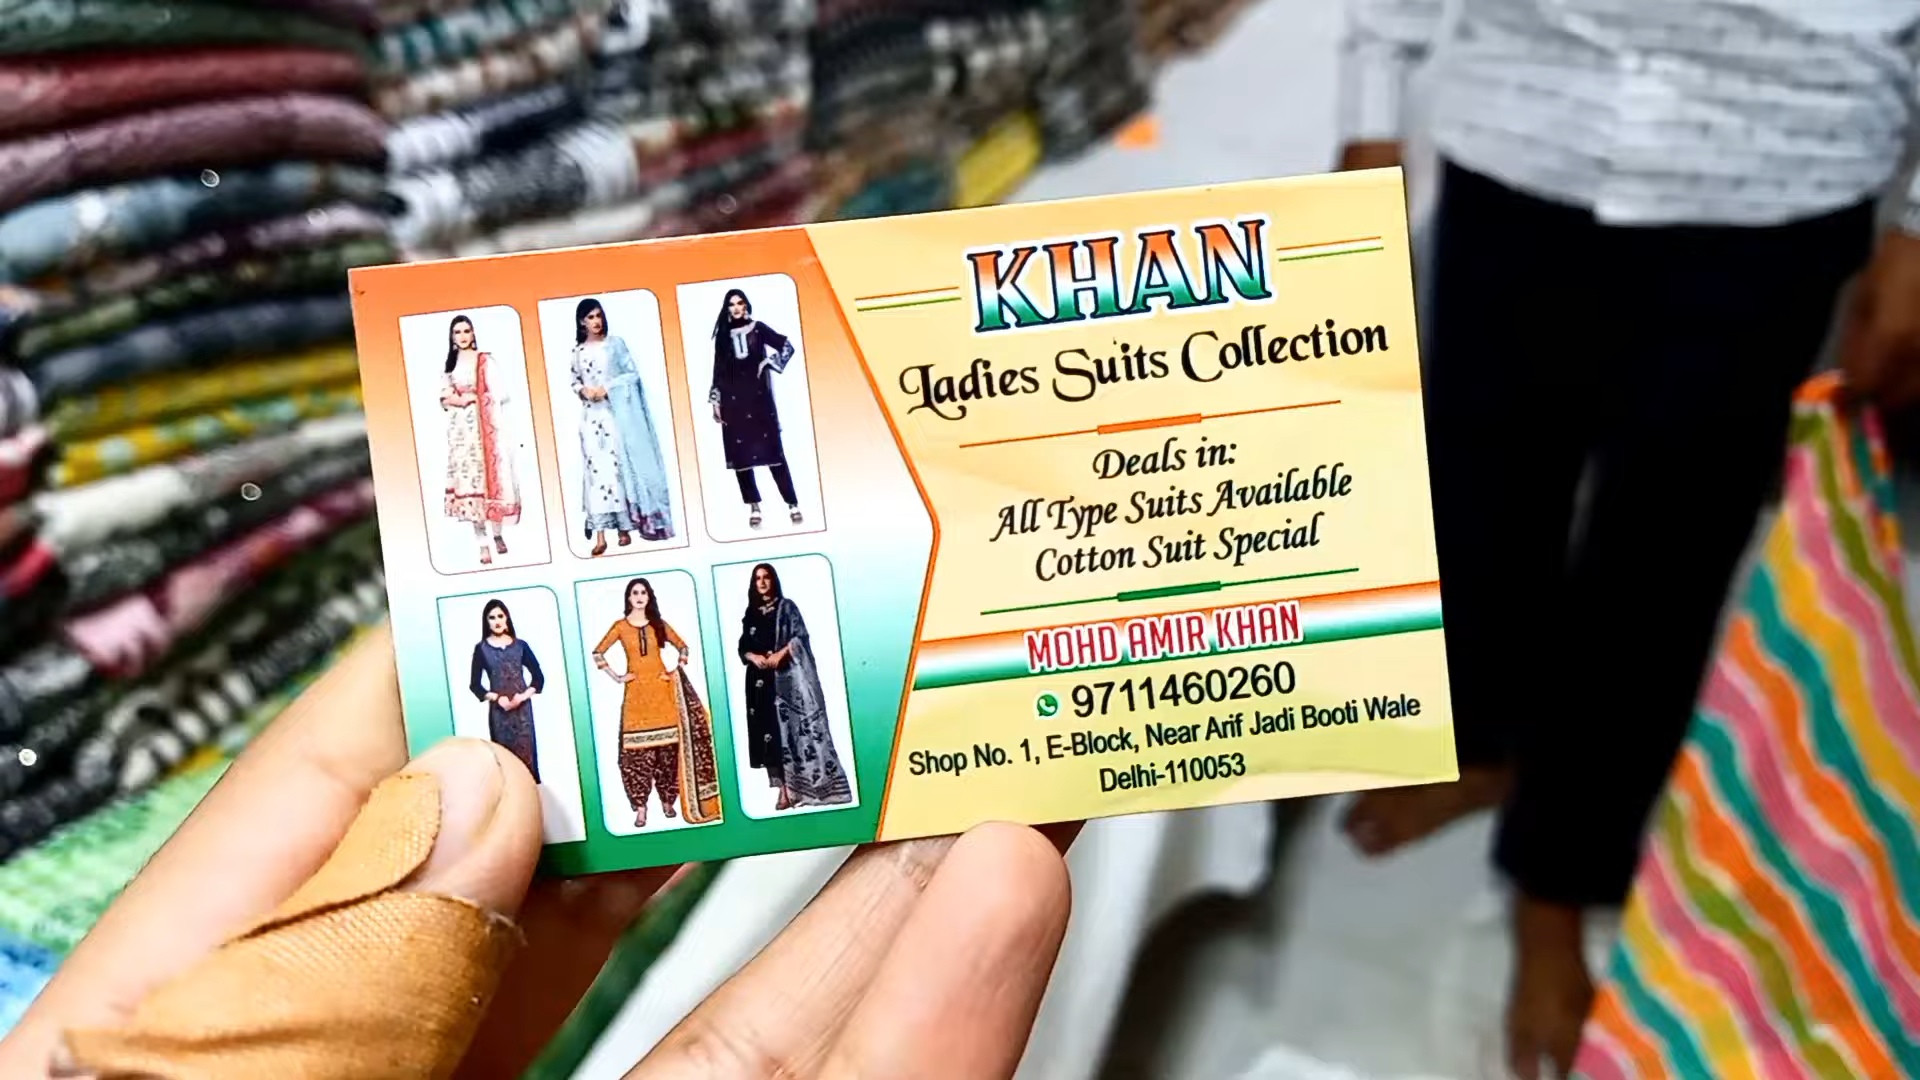 KHAN
Ladies Suits Collection
Deals in:
All Type Suits Available
Cotton Suit Special
MOHD AMIR KHAN
9711460260
Shop No. 1, E-Block, Near Arif Jadi Booti Wale
Delhi-110053